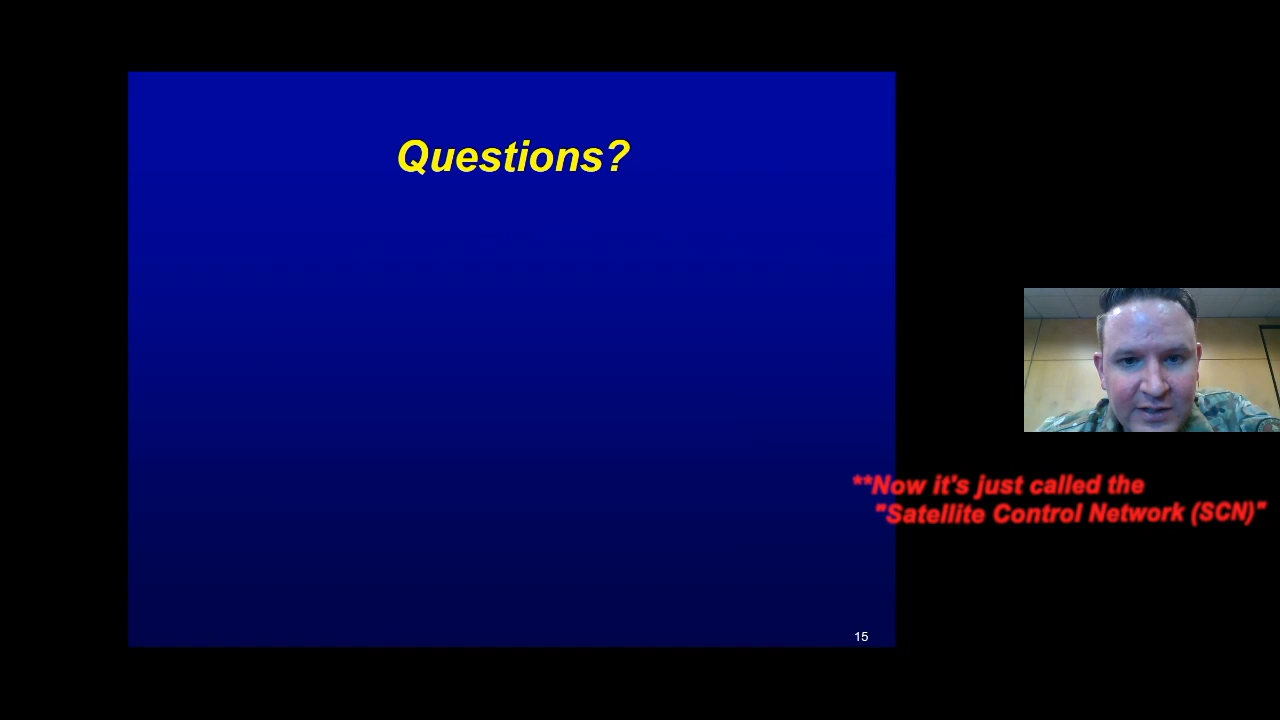 Questions?
**Now it's just called the
"Satellite Control Network (SCN)"
15